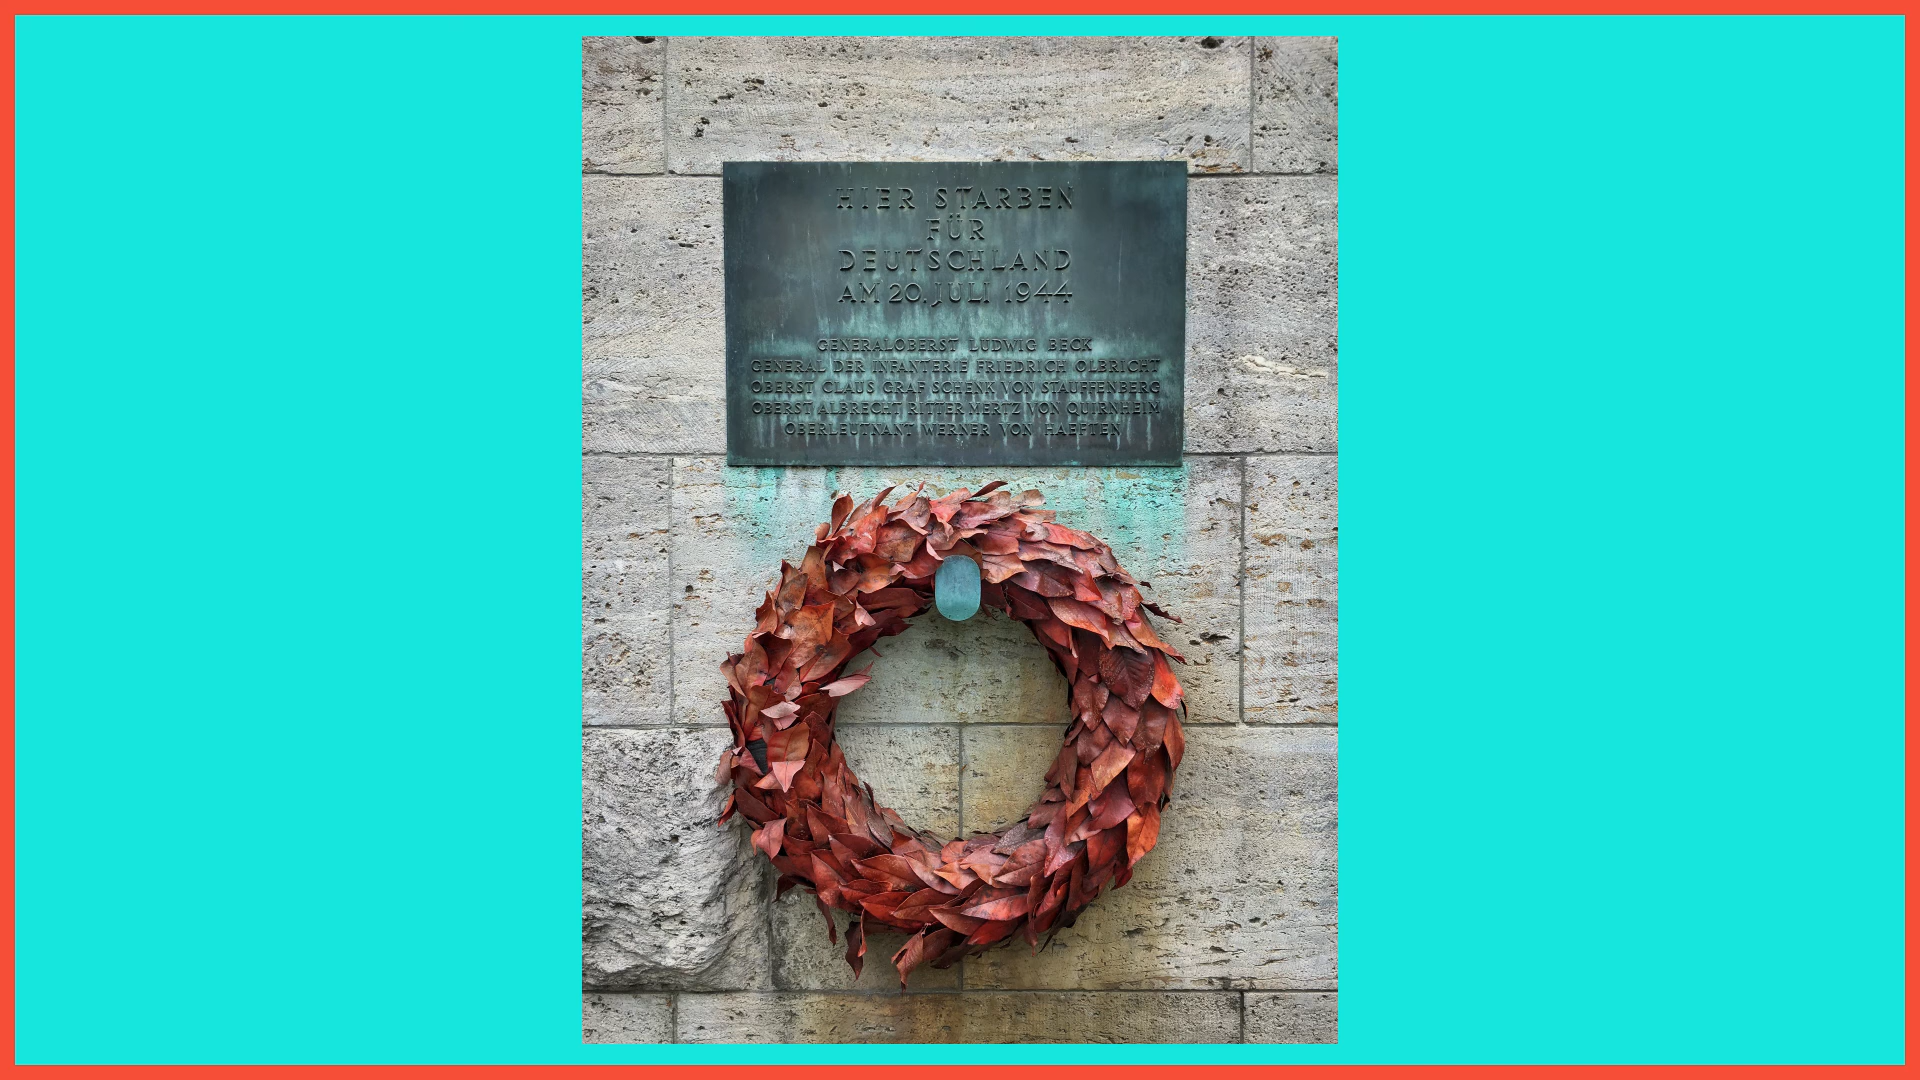 HIER STARBEN
FÜR
DEUTSCHLAND
AM 20. JULI 1944
GENERALOBERST LUDWIG BECK
GENERAL DER INFANTERIE FRIEDRICH OLBRICHT
OBERST CLAUS GRAF SCHENK VON STAUFFENBERG
OBERST ALBRECHT RITTER MERTZ VON QUIRNHEIM
OBERLEUTNANT WERNER VON HAEFTEN